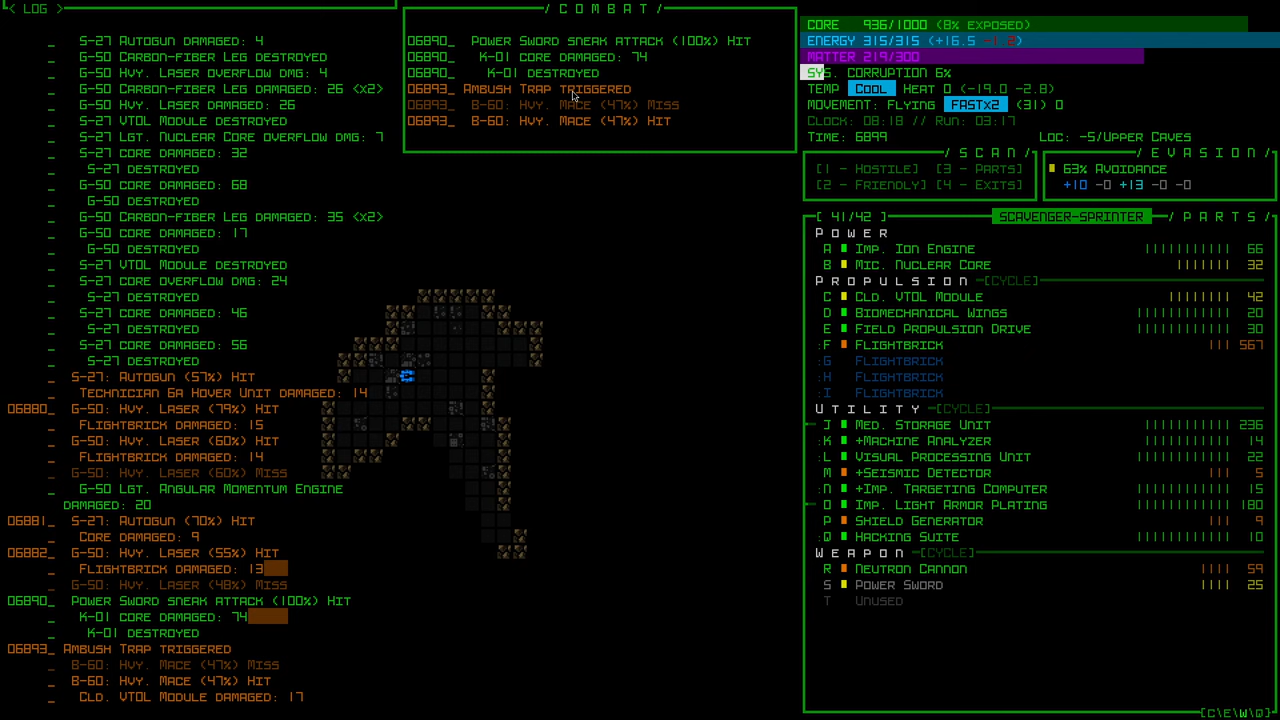 < LOG >
_ S-27 Autogun damaged: 4
_ G-50 Carbon-fiber Leg destroyed
_ G-50 Hvy. Laser overflow dmg: 4
_ G-50 Carbon-fiber Leg damaged: 26 <x2>
_ G-50 Hvy. Laser damaged: 26
_ S-27 VTOL Module destroyed
_ G-50 Lgt. Nuclear Core overflow dmg: 7
_ S-27 core damaged: 32
_ S-27 destroyed
_ G-50 core damaged: 68
_ G-50 destroyed
_ G-50 Carbon-fiber Leg damaged: 35 <x2>
_ G-50 core damaged: 17
_ G-50 destroyed
_ S-27 VTOL Module destroyed
_ S-27 core overflow dmg: 24
_ S-27 destroyed
_ S-27 core damaged: 46
_ S-27 destroyed
_ S-27 core damaged: 56
_ S-27 destroyed
_ S-27: Autogun (57%) Hit
_ Technician 6a Hover Unit damaged: 14
06880_ G-50: Hvy. Laser (79%) Hit
_ Flightbrick damaged: 15
_ G-50: Hvy. Laser (60%) Hit
_ Flightbrick damaged: 14
_ G-50: Hvy. Laser (60%) Miss
_ G-50 Lgt. Angular Momentum Engine
damaged: 20
06881_ S-27: Autogun (70%) Hit
_ Core damaged: 9
06882_ G-50: Hvy. Laser (55%) Hit
_ Flightbrick damaged: 13
_ G-50: Hvy. Laser (48%) Miss
06890_ Power Sword sneak attack (100%) Hit
_ K-01 core damaged: 74
_ K-01 destroyed
06893_ Ambush Trap triggered
_ B-60: Hvy. Mace (47%) Miss
_ B-60: Hvy. Mace (47%) Hit
_ Cld. VTOL Module damaged: 17
/ C O M B A T /
06890_ Power Sword sneak attack (100%) Hit
06890_ K-01 core damaged: 74
06890_ K-01 destroyed
06893_ Ambush Trap triggered
06893_ B-60: Hvy. Mace (47%) Miss
06893_ B-60: Hvy. Mace (47%) Hit
CORE 936/1000 (8% EXPOSED)
ENERGY 315/315 (+16.5 -1.2)
MATTER 219/300
SYS. CORRUPTION 6%
TEMP Cool HEAT 0 (-19.0 -2.8)
MOVEMENT: Flying FASTx2 (31) 0
Clock: 08:18 // Run: 03:17
Time: 6899 Loc: -5/Upper Caves
/ S C A N /
[1 - Hostile] [3 - Parts]
[2 - Friendly] [4 - Exits]
/ E V A S I O N /
63% Avoidance
+10 -0 +13 -0 -0
[ 41/42 ] Scavenger-Sprinter / P A R T S /
P O W E R
A Imp. Ion Engine 66
B Mic. Nuclear Core 32
P R O P U L S I O N [CYCLE]
C Cld. VTOL Module 42
D Biomechanical Wings 20
E Field Propulsion Drive 30
:F Flightbrick 567
:G Flightbrick
:H Flightbrick
:I Flightbrick
U T I L I T Y [CYCLE]
J Med. Storage Unit 236
:K +Machine Analyzer 14
:L Visual Processing Unit 22
M +Seismic Detector 5
:N +Imp. Targeting Computer 15
O Imp. Light Armor Plating 180
P Shield Generator 9
Q Hacking Suite 10
W E A P O N [CYCLE]
R Neutron Cannon 59
S Power Sword 25
T Unused
[C\E\W\Q]